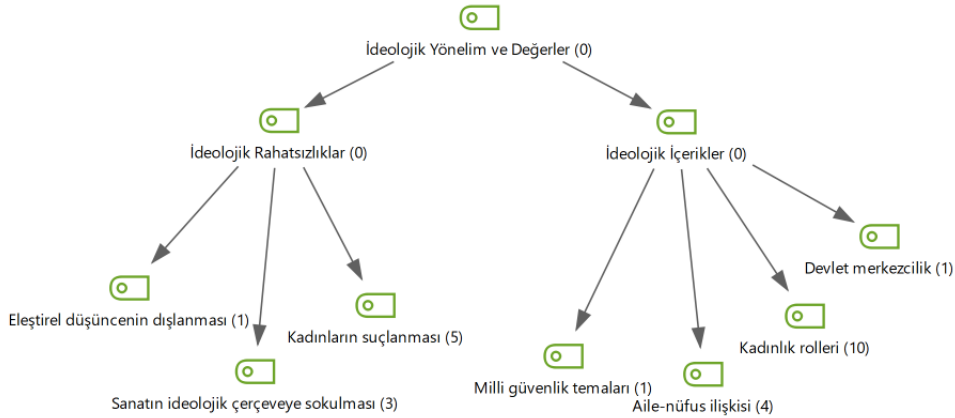 İdeolojik Yönelim ve Değerler (0)
İdeolojik Rahatsızlıklar (0)
İdeolojik İçerikler (0)
Devlet merkezcilik (1)
Eleştirel düşüncenin dışlanması (1)
Kadınların suçlanması (5)
Kadınlık rolleri (10)
Milli güvenlik temaları (1)
Sanatın ideolojik çerçeveye sokulması (3)
Aile-nüfus ilişkisi (4)